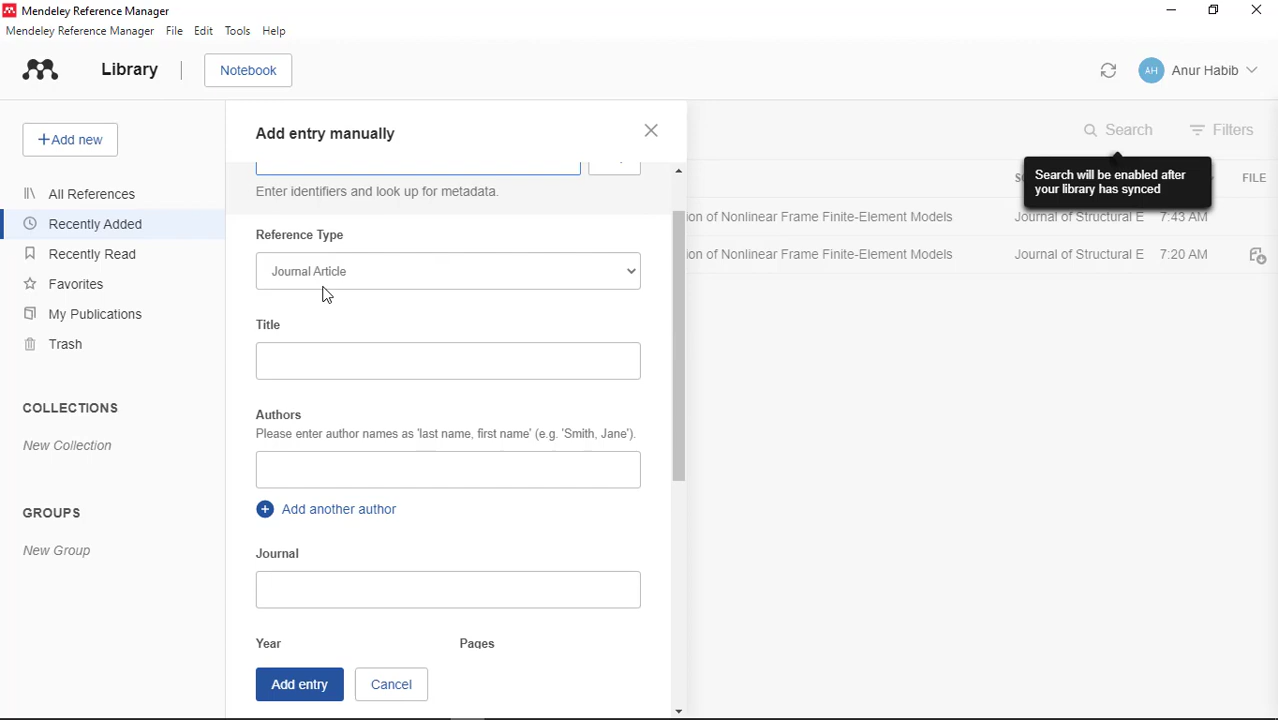 Mendeley Reference Manager
Mendeley Reference Manager File Edit Tools Help
Library Notebook
AH Anur Habib
+Add new
All References
Recently Added
Recently Read
Favorites
My Publications
Trash
COLLECTIONS
New Collection
GROUPS
New Group
Add entry manually
Enter identifiers and look up for metadata.
Reference Type
Journal Article
Title
Authors
Please enter author names as 'last name, first name' (e.g. 'Smith, Jane').
Add another author
Journal
Year Pages
Add entry Cancel
Search Filters
Search will be enabled after
your library has synced
FILE
of Nonlinear Frame Finite-Element Models Journal of Structural E 7:43 AM
of Nonlinear Frame Finite-Element Models Journal of Structural E 7:20 AM